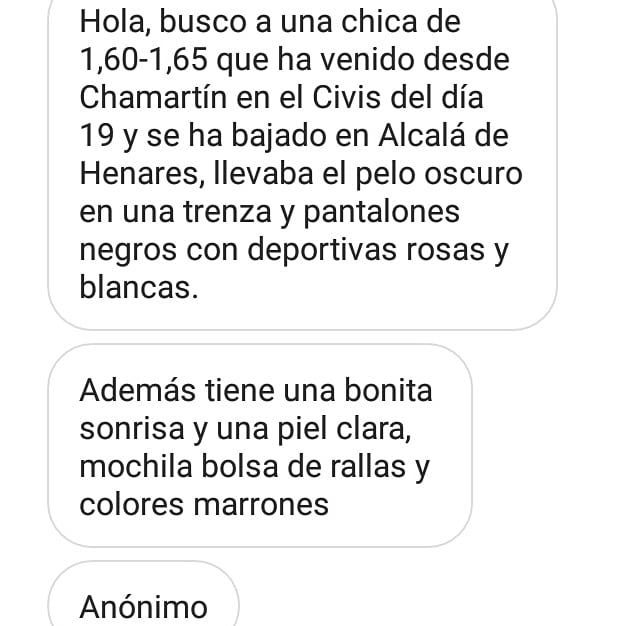 Hola, busco a una chica de
1,60-1,65 que ha venido desde
Chamartín en el Civis del día
19 y se ha bajado en Alcalá de
Henares, llevaba el pelo oscuro
en una trenza y pantalones
negros con deportivas rosas y
blancas.
Además tiene una bonita
sonrisa y una piel clara,
mochila bolsa de rallas y
colores marrones
Anónimo